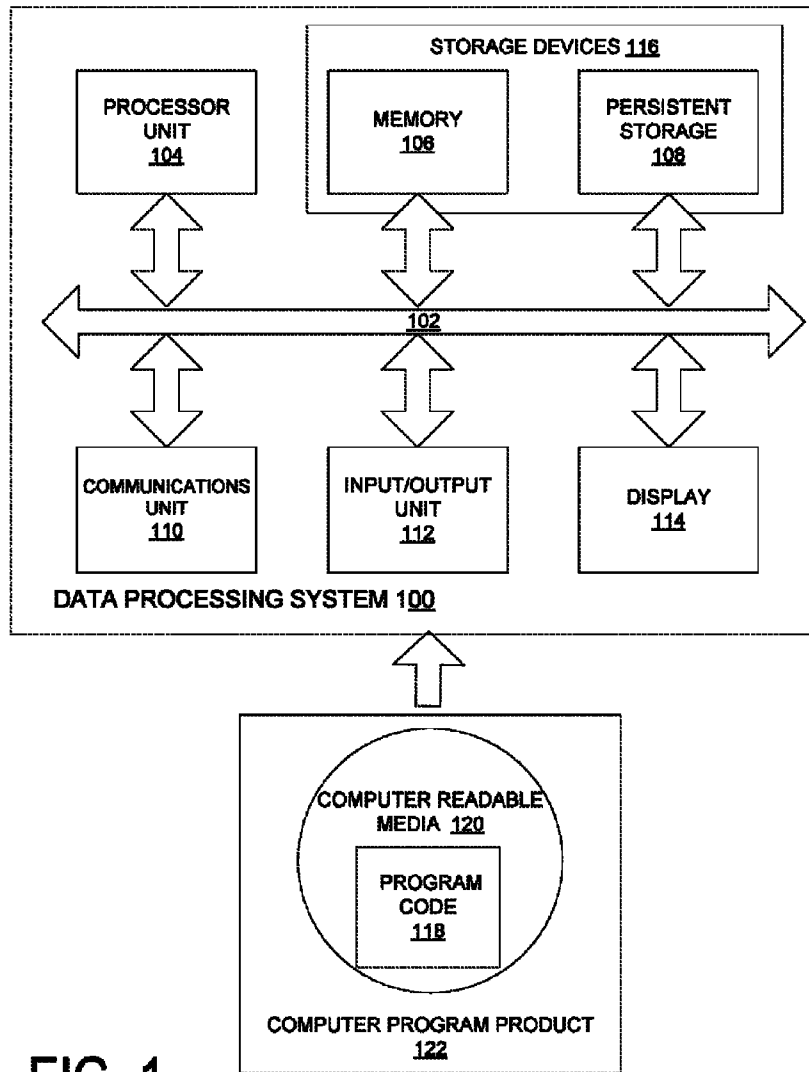 STORAGE DEVICES 116
PROCESSOR
UNIT
104
MEMORY
106
PERSISTENT
STORAGE
108
102
COMMUNICATIONS
UNIT
110
INPUT/OUTPUT
UNIT
112
DISPLAY
114
DATA PROCESSING SYSTEM 100
COMPUTER READABLE
MEDIA 120
PROGRAM
CODE
118
COMPUTER PROGRAM PRODUCT
122
FIG. 1